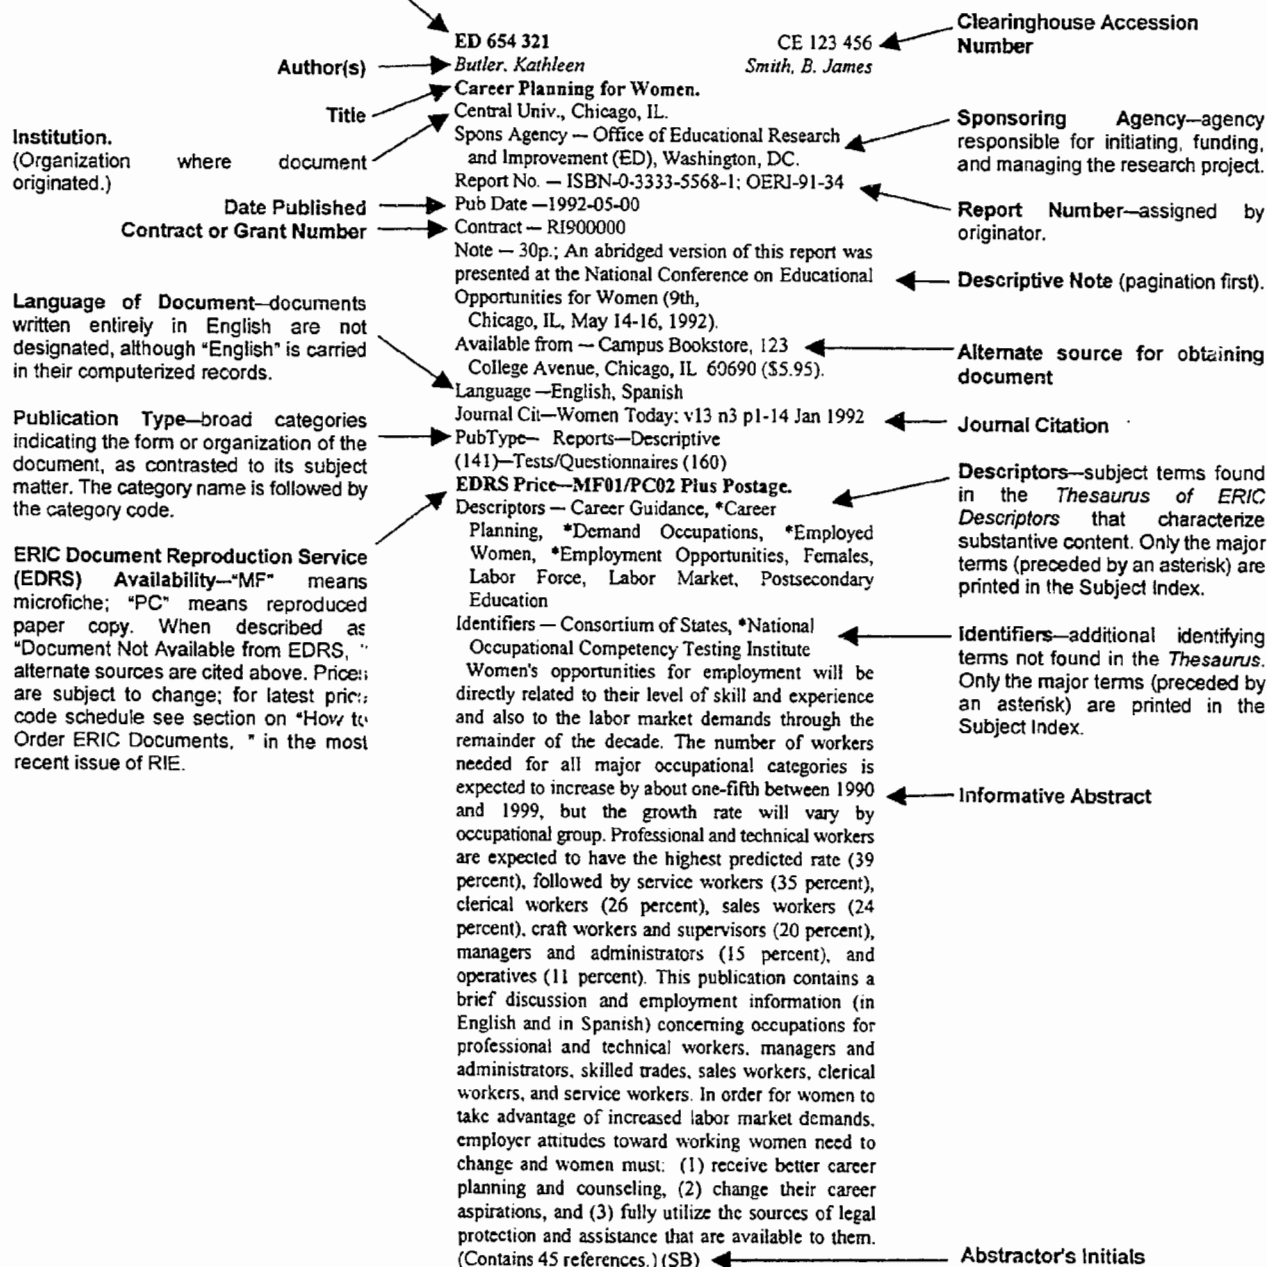 ED 654 321 CE 123 456
Butler, Kathleen Smith, B. James
Career Planning for Women.
Central Univ., Chicago, IL.
Spons Agency — Office of Educational Research
and Improvement (ED), Washington, DC.
Report No. — ISBN-0-3333-5568-1; OERI-91-34
Pub Date —1992-05-00
Contract — RI900000
Note — 30p.; An abridged version of this report was
presented at the National Conference on Educational
Opportunities for Women (9th,
Chicago, IL, May 14-16, 1992).
Available from — Campus Bookstore, 123
College Avenue, Chicago, IL 60690 ($5.95).
Language —English, Spanish
Journal Cit—Women Today; v13 n3 p1-14 Jan 1992
PubType— Reports—Descriptive
(141)—Tests/Questionnaires (160)
EDRS Price—MF01/PC02 Plus Postage.
Descriptors — Career Guidance, *Career
Planning, *Demand Occupations, *Employed
Women, *Employment Opportunities, Females,
Labor Force, Labor Market, Postsecondary
Education
Identifiers — Consortium of States, *National
Occupational Competency Testing Institute
Women's opportunities for employment will be
directly related to their level of skill and experience
and also to the labor market demands through the
remainder of the decade. The number of workers
needed for all major occupational categories is
expected to increase by about one-fifth between 1990
and 1999, but the growth rate will vary by
occupational group. Professional and technical workers
are expected to have the highest predicted rate (39
percent), followed by service workers (35 percent),
clerical workers (26 percent), sales workers (24
percent), craft workers and supervisors (20 percent),
managers and administrators (15 percent), and
operatives (11 percent). This publication contains a
brief discussion and employment information (in
English and in Spanish) concerning occupations for
professional and technical workers, managers and
administrators, skilled trades, sales workers, clerical
workers, and service workers. In order for women to
take advantage of increased labor market demands,
employer attitudes toward working women need to
change and women must: (1) receive better career
planning and counseling, (2) change their career
aspirations, and (3) fully utilize the sources of legal
protection and assistance that are available to them.
(Contains 45 references.) (SB)
Author(s)
Title
Institution.
(Organization where document
originated.)
Date Published
Contract or Grant Number
Language of Document—documents
written entirely in English are not
designated, although "English" is carried
in their computerized records.
Publication Type—broad categories
indicating the form or organization of the
document, as contrasted to its subject
matter. The category name is followed by
the category code.
ERIC Document Reproduction Service
(EDRS) Availability—"MF" means
microfiche; "PC" means reproduced
paper copy. When described as
"Document Not Available from EDRS, "
alternate sources are cited above. Prices
are subject to change; for latest price
code schedule see section on "How to
Order ERIC Documents, " in the most
recent issue of RIE.
Clearinghouse Accession
Number
Sponsoring Agency—agency
responsible for initiating, funding,
and managing the research project.
Report Number—assigned by
originator.
Descriptive Note (pagination first).
Alternate source for obtaining
document
Journal Citation
Descriptors—subject terms found
in the Thesaurus of ERIC
Descriptors that characterize
substantive content. Only the major
terms (preceded by an asterisk) are
printed in the Subject Index.
Identifiers—additional identifying
terms not found in the Thesaurus.
Only the major terms (preceded by
an asterisk) are printed in the
Subject Index.
Informative Abstract
Abstractor's Initials